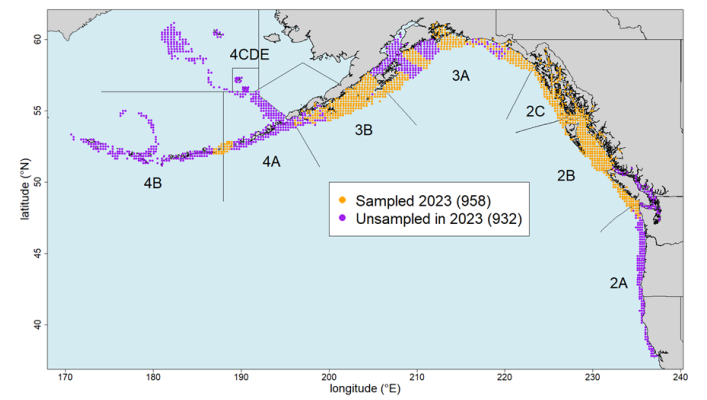 60
55
50
45
40
latitude (°N)
4CDE
3A
2C
3B
4A
4B
2B
Sampled 2023 (958)
Unsampled in 2023 (932)
2A
170
180
190
200
210
220
230
240
longitude (°E)